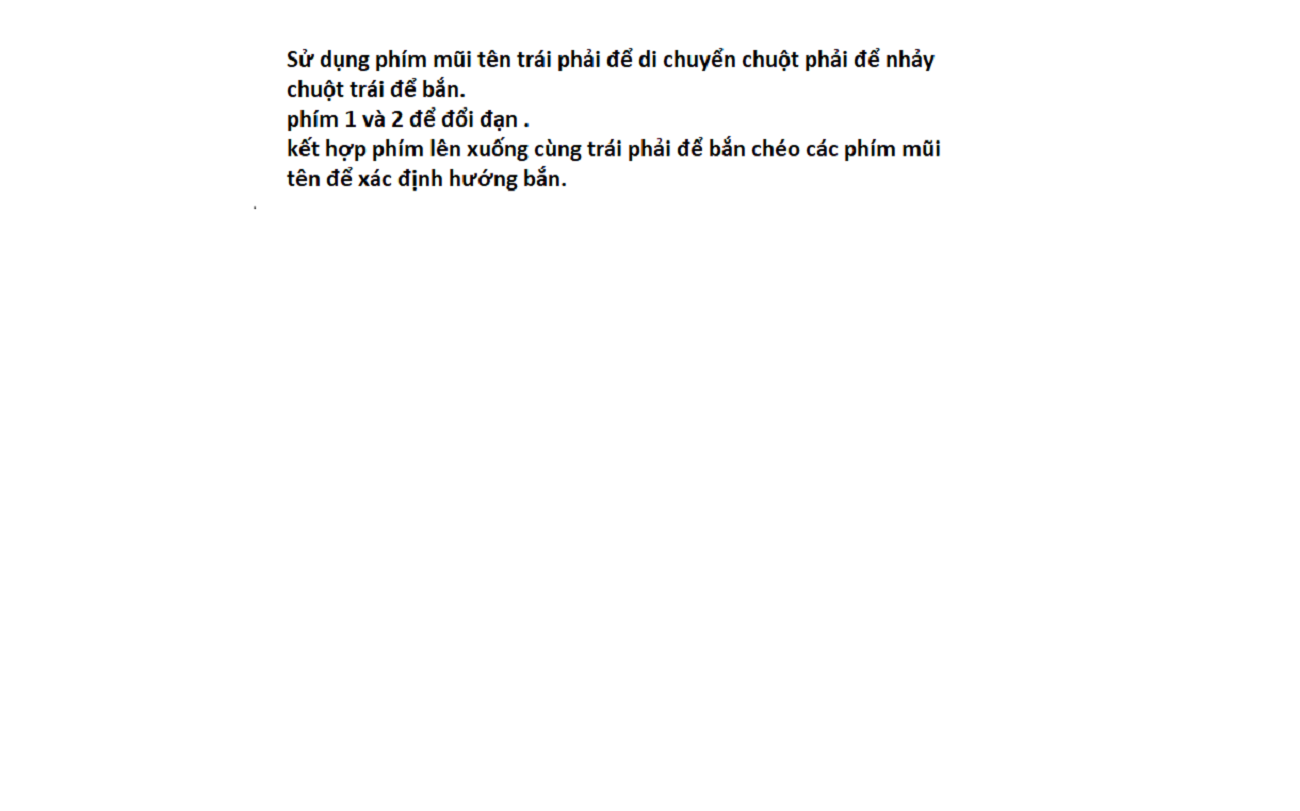 Sử dụng phím mũi tên trái phải để di chuyển chuột phải để nhảy
chuột trái để bắn.
phím 1 và 2 để đổi đạn .
kết hợp phím lên xuống cùng trái phải để bắn chéo các phím mũi
tên để xác định hướng bắn.